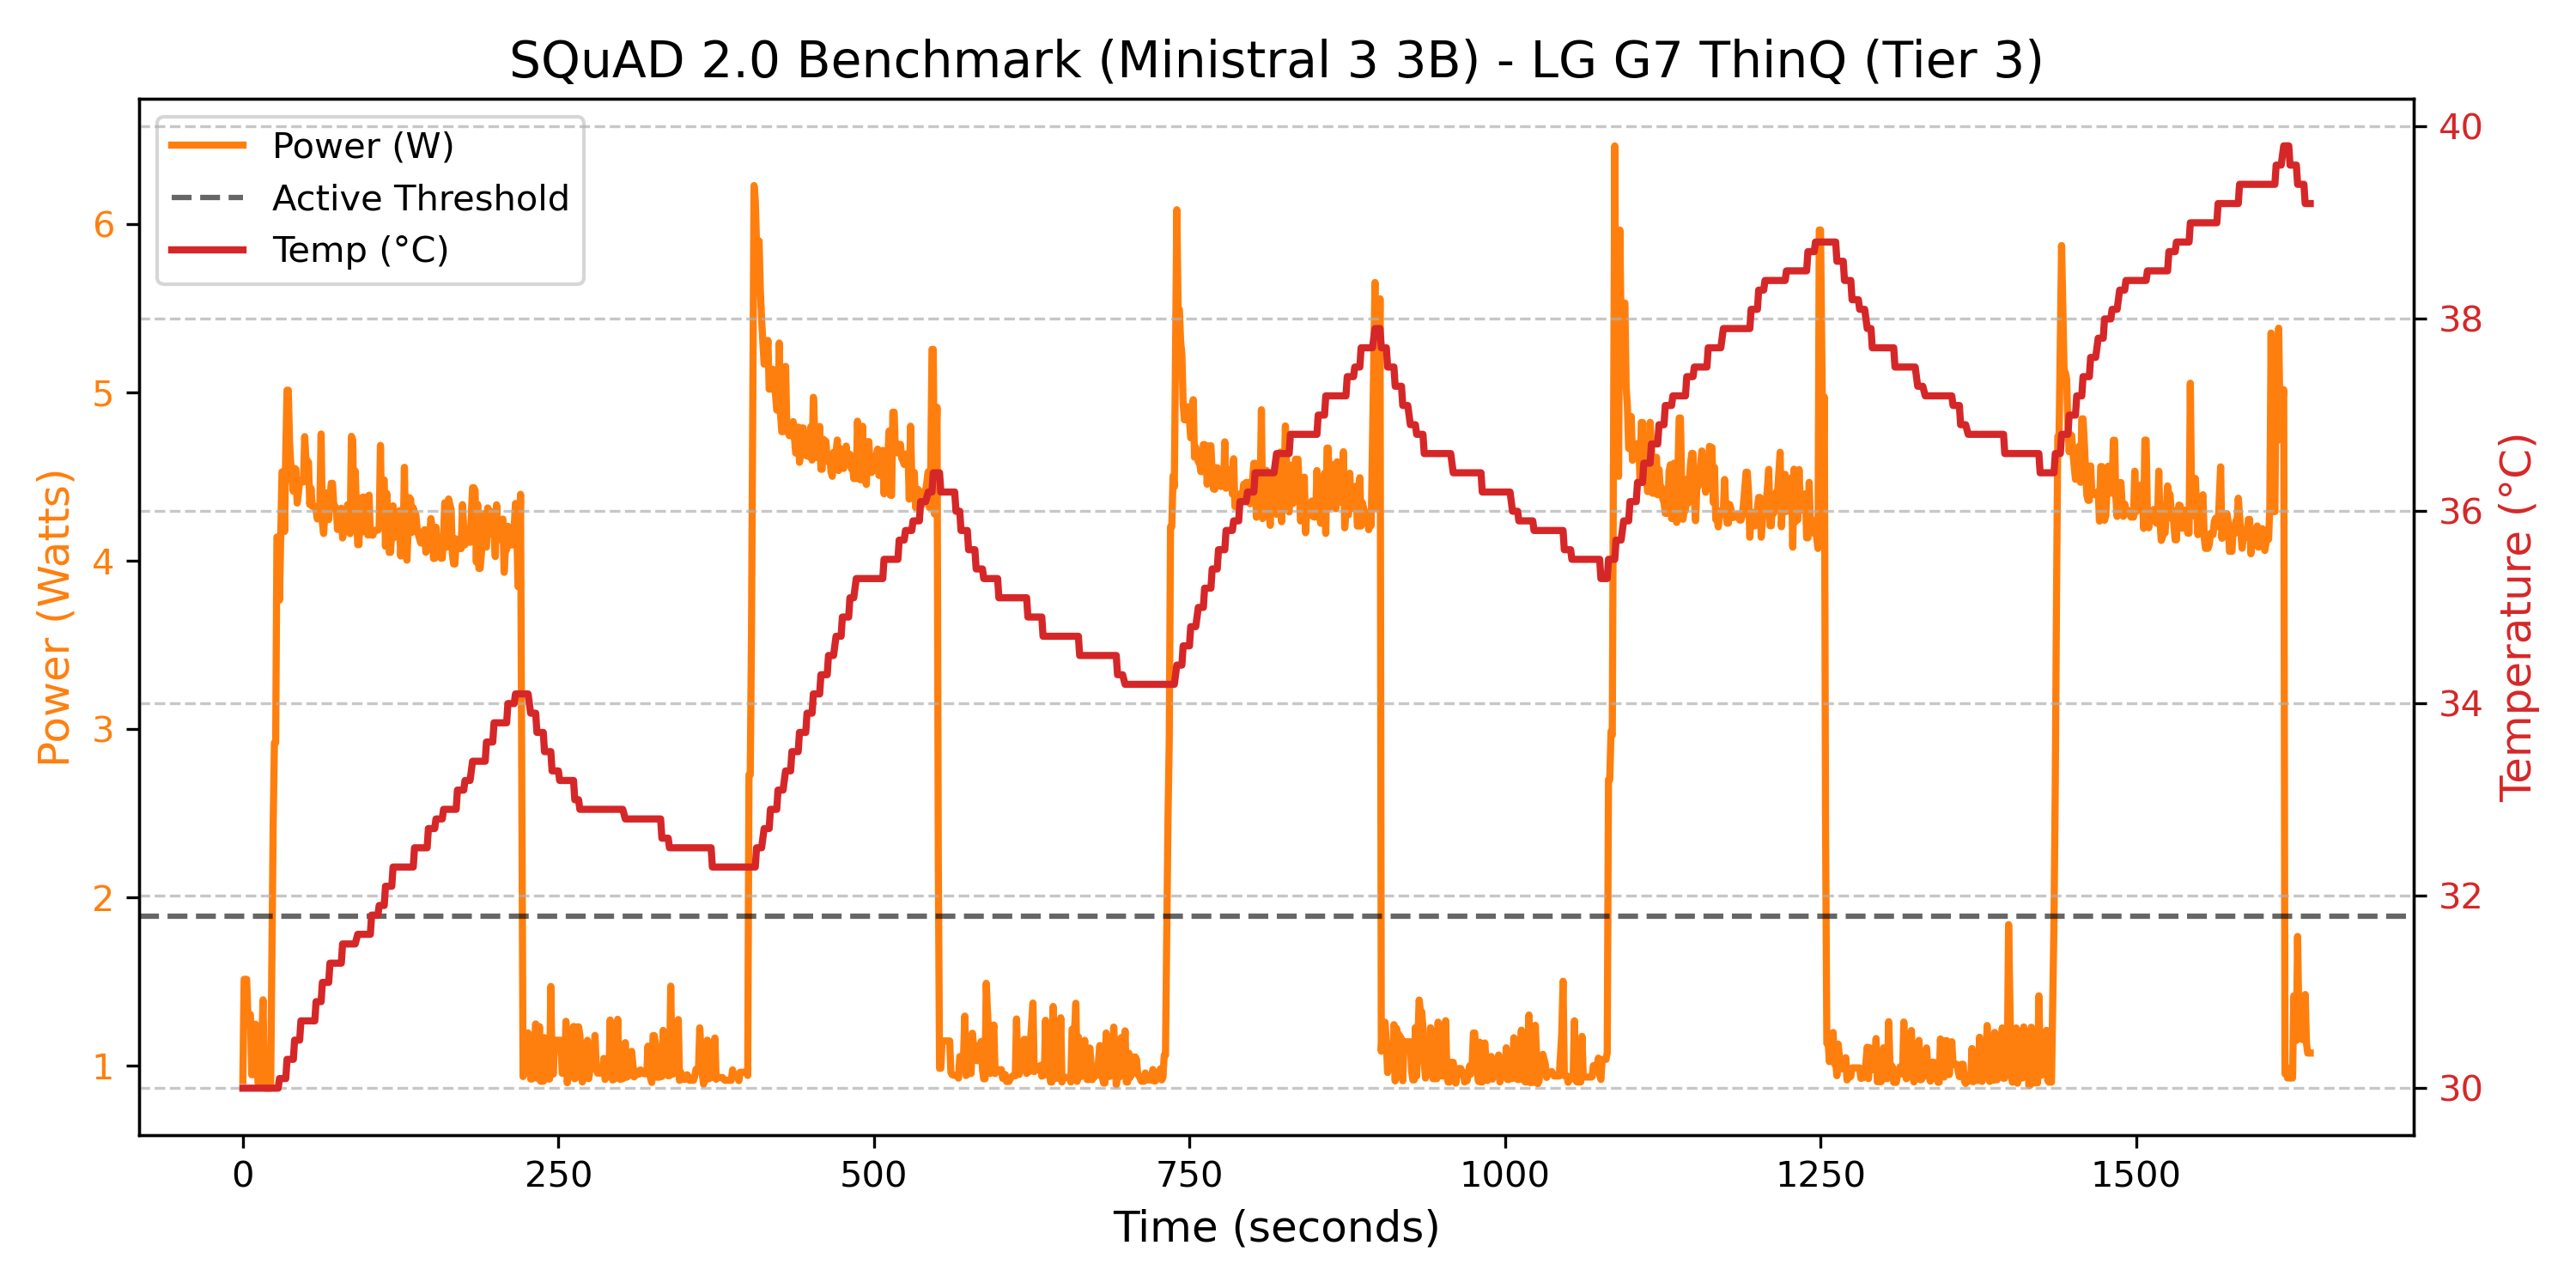 SQuAD 2.0 Benchmark (Ministral 3 3B) - LG G7 ThinQ (Tier 3)
Power (W)
Active Threshold
Temp (°C)
Power (Watts)
6
5
4
3
2
1
40
38
36
34
32
30
Temperature (°C)
0 250 500 750 1000 1250 1500
Time (seconds)